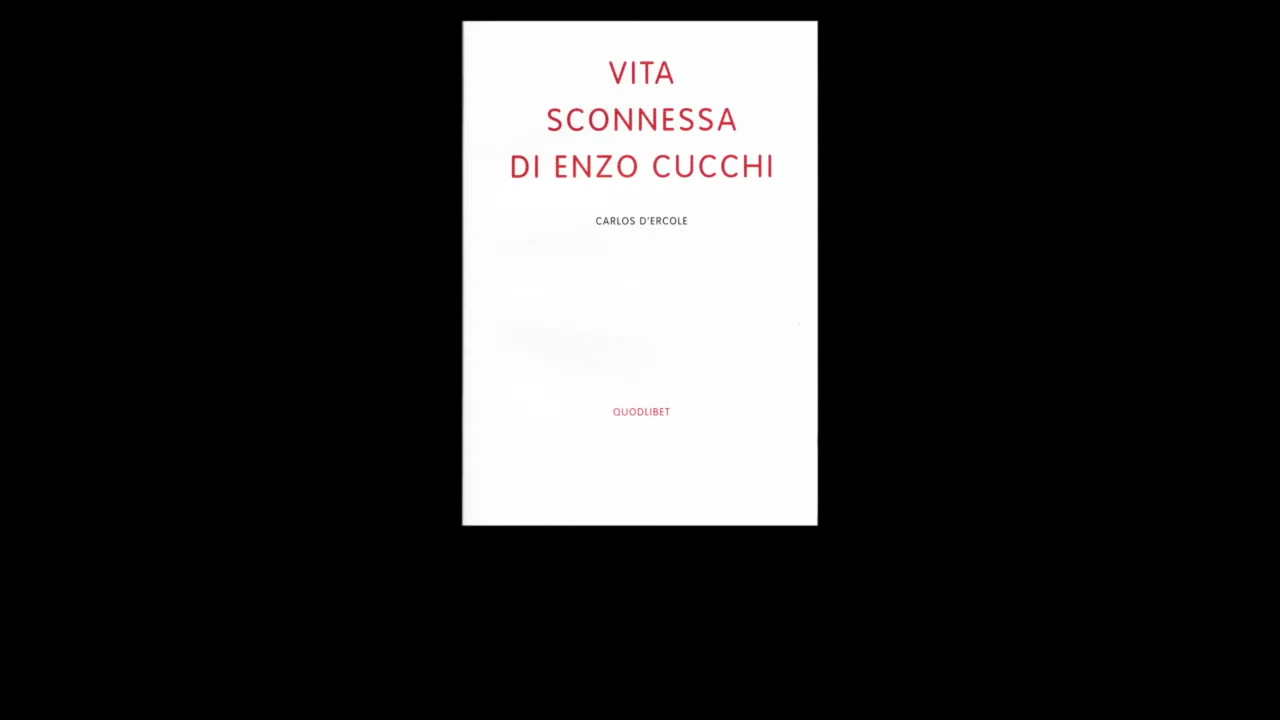 VITA
SCONNESSA
DI ENZO CUCCHI
CARLOS D'ERCOLE
QUODLIBET